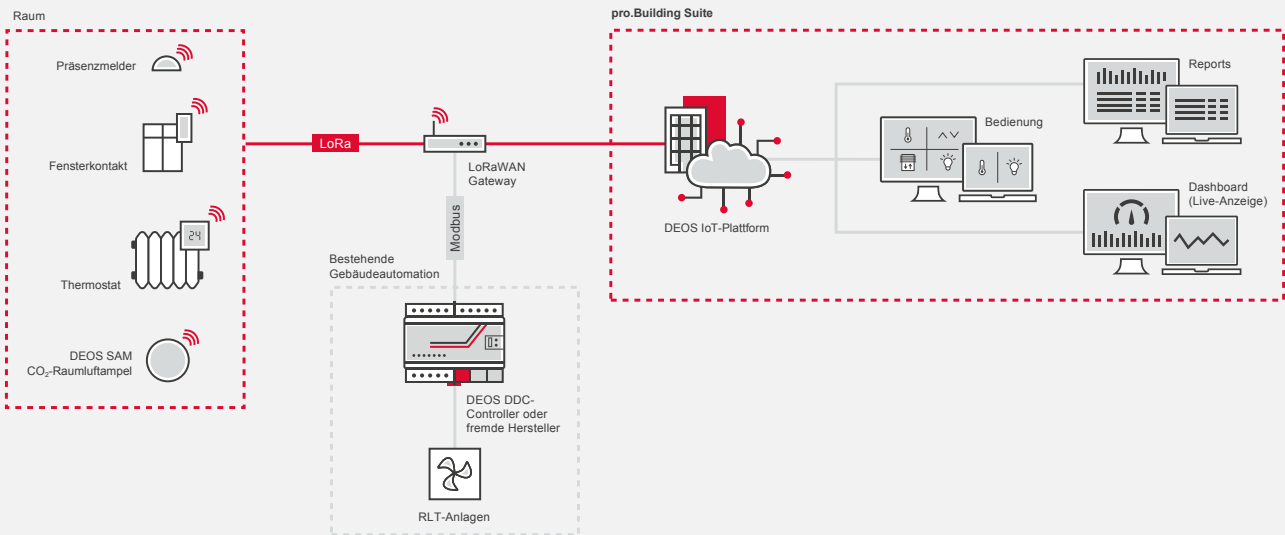 Raum
Präsenzmelder
Fensterkontakt
24
Thermostat
DEOS SAM
CO₂-Raumluftampel
LoRa
LoRaWAN
Gateway
Modbus
Bestehende
Gebäudeautomation
DEOS DDC-
Controller oder
fremde Hersteller
RLT-Anlagen
pro.Building Suite
DEOS IoT-Plattform
Bedienung
Reports
Dashboard
(Live-Anzeige)